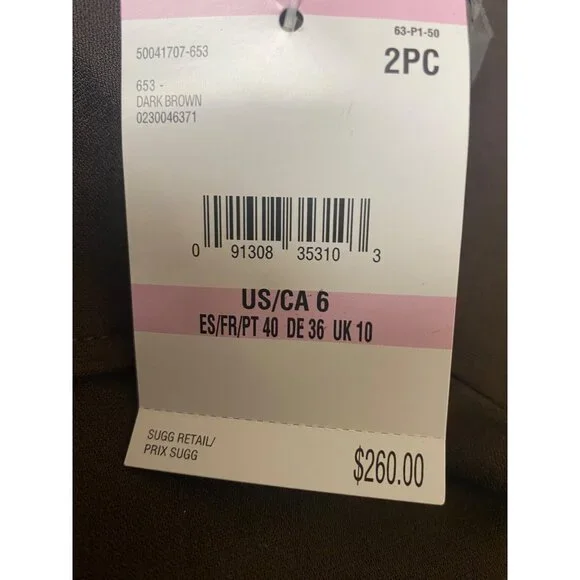 63-P1-50
50041707-653
2PC
653 -
DARK BROWN
0230046371
0 91308 35310 3
US/CA 6
ES/FR/PT 40 DE 36 UK 10
SUGG RETAIL/
PRIX SUGG
$260.00